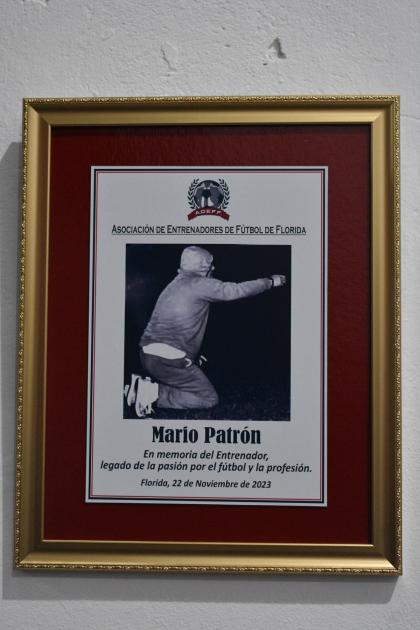 A.D.E.F.F.
ASOCIACIÓN DE ENTRENADORES DE FÚTBOL DE FLORIDA
Mario Patrón
En memoria del Entrenador,
legado de la pasión por el fútbol y la profesión.
Florida, 22 de Noviembre de 2023